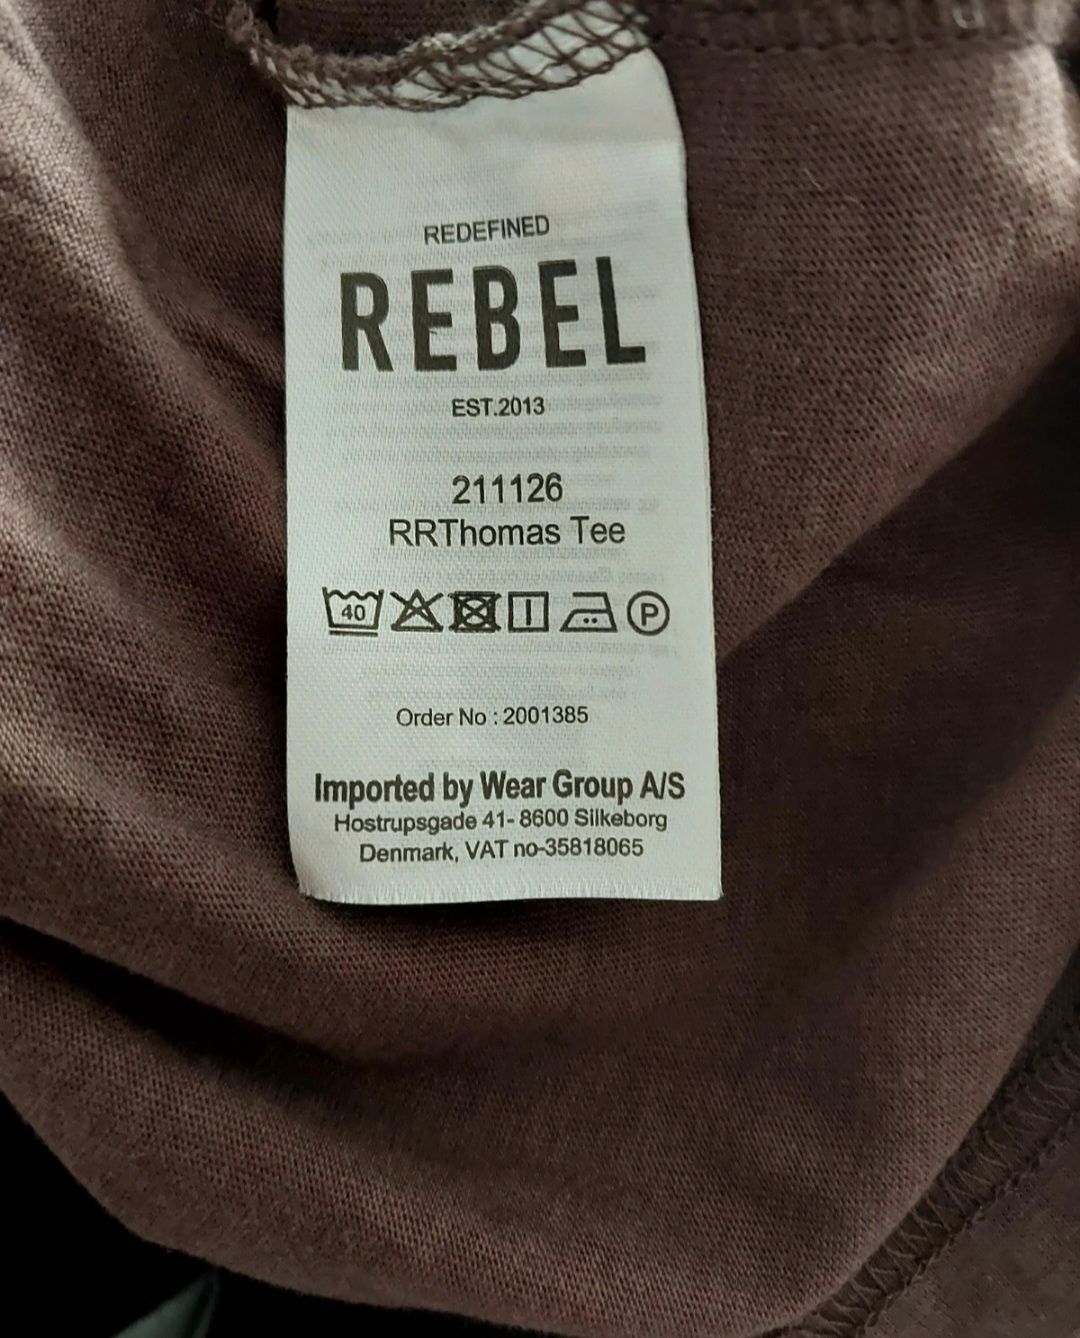 REDEFINED
REBEL
EST.2013
211126
RRThomas Tee
40 P
Order No : 2001385
Imported by Wear Group A/S
Hostrupsgade 41- 8600 Silkeborg
Denmark, VAT no-35818065